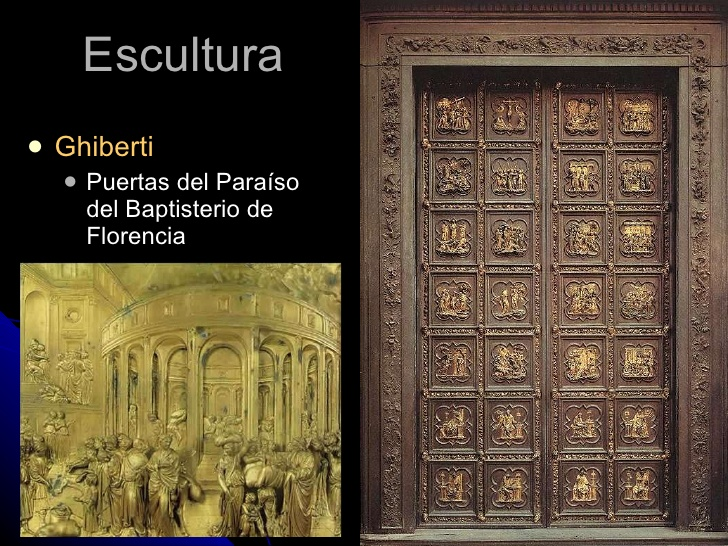 Escultura
Ghiberti
Puertas del Paraíso
del Baptisterio de
Florencia